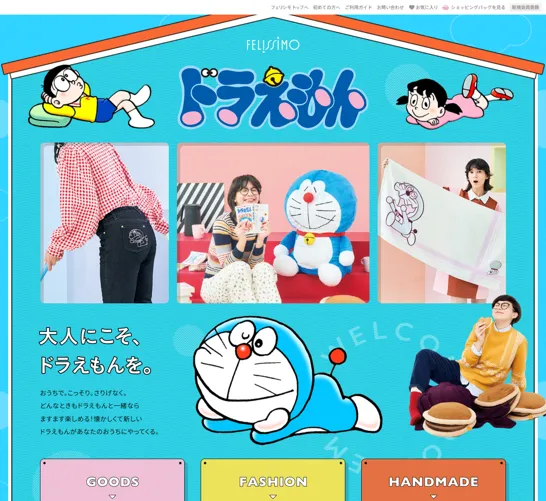 フェリシモトップへ 初めての方へ ご利用ガイド お問い合わせ お気に入り ショッピングバッグを見る 新規会員登録
FELISSIMO
ドラえもん
大人にこそ、
ドラえもんを。
WELCO
おうちで。こっそり。さりげなく。
どんなときもドラえもんと一緒なら
ますます楽しめる！懐かしくて新しい
ドラえもんがあなたのおうちにやってくる。
GOODS
FASHION
HANDMADE